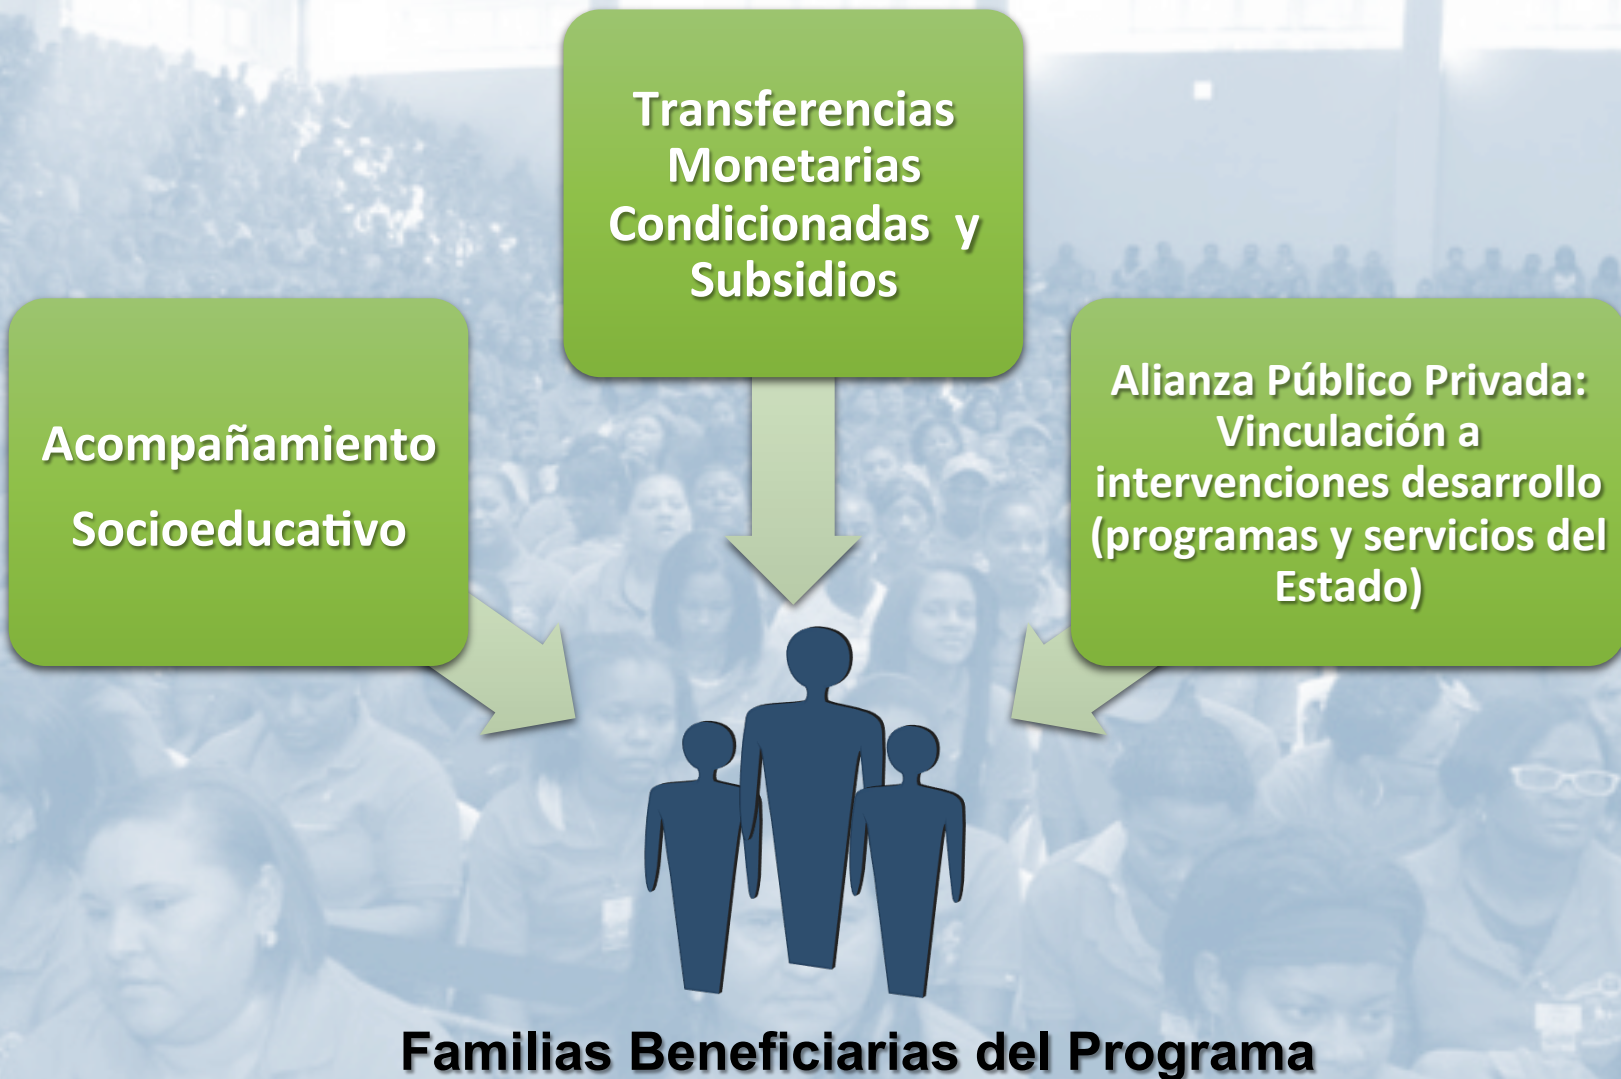 Transferencias
Monetarias
Condicionadas y
Subsidios
Acompañamiento
Socioeducativo
Alianza Público Privada:
Vinculación a
intervenciones desarrollo
(programas y servicios del
Estado)
Familias Beneficiarias del Programa